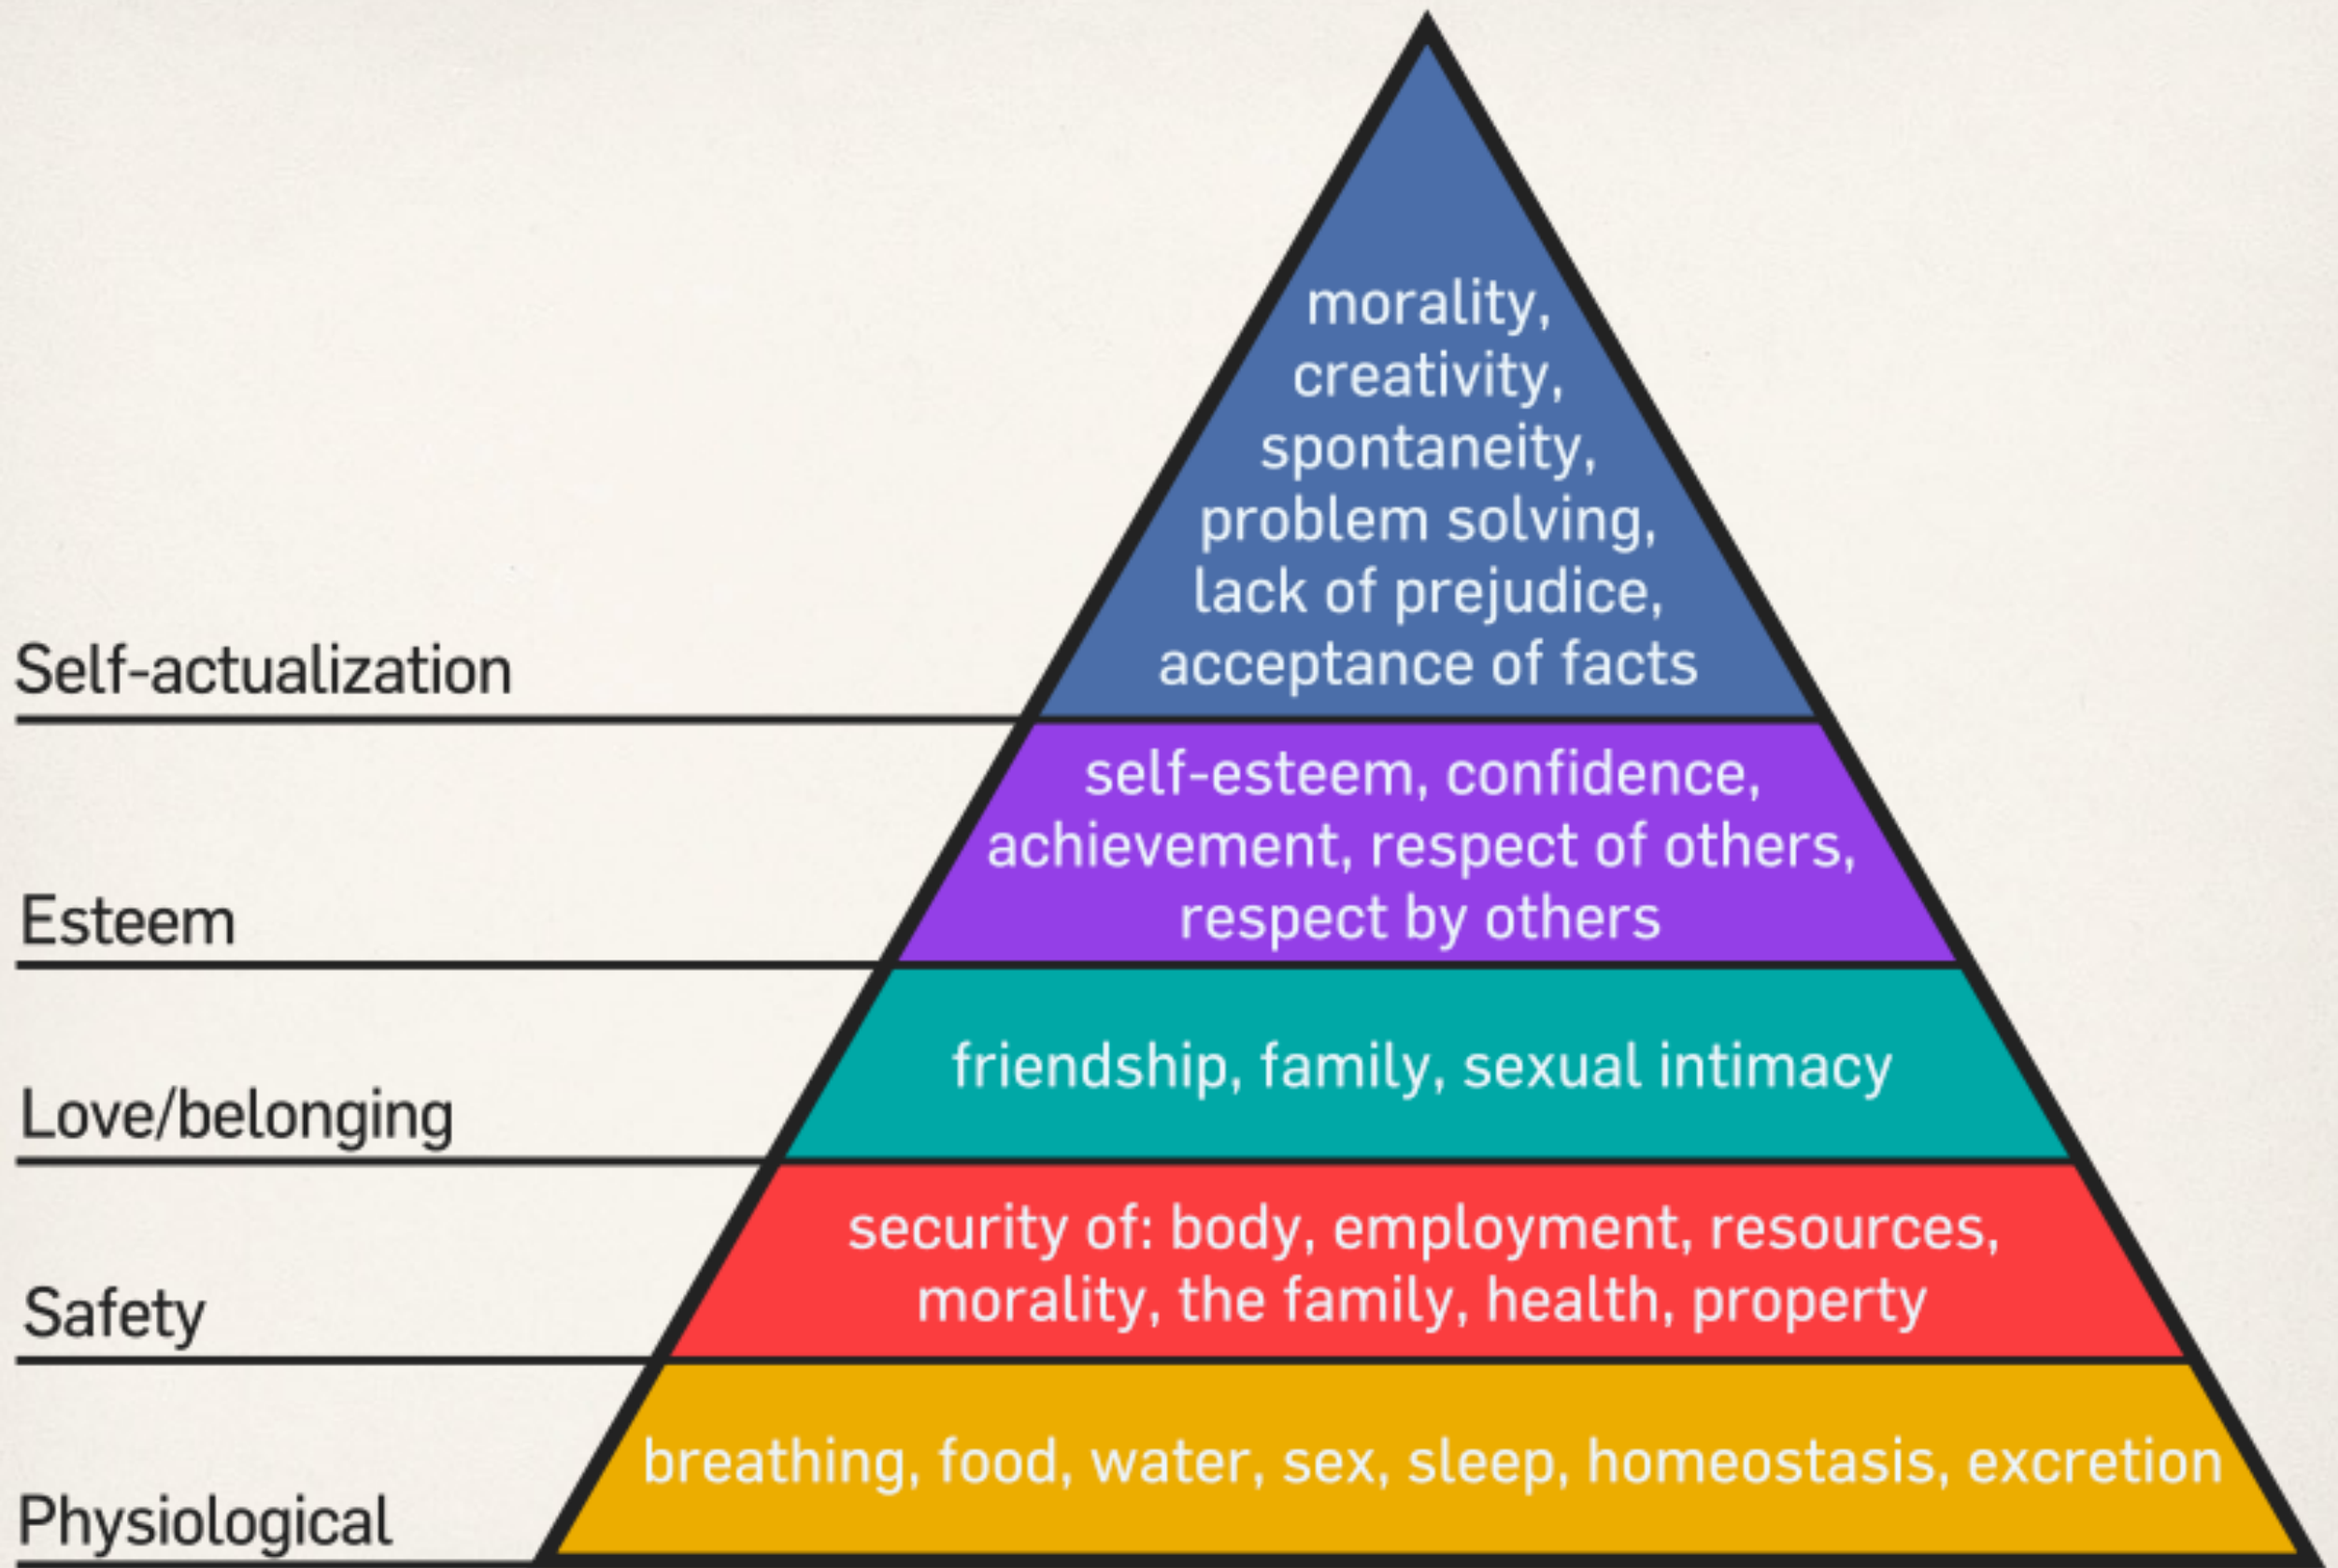 morality,
creativity,
spontaneity,
problem solving,
lack of prejudice,
acceptance of facts
Self-actualization
self-esteem, confidence,
achievement, respect of others,
respect by others
Esteem
friendship, family, sexual intimacy
Love/belonging
security of: body, employment, resources,
morality, the family, health, property
Safety
breathing, food, water, sex, sleep, homeostasis, excretion
Physiological